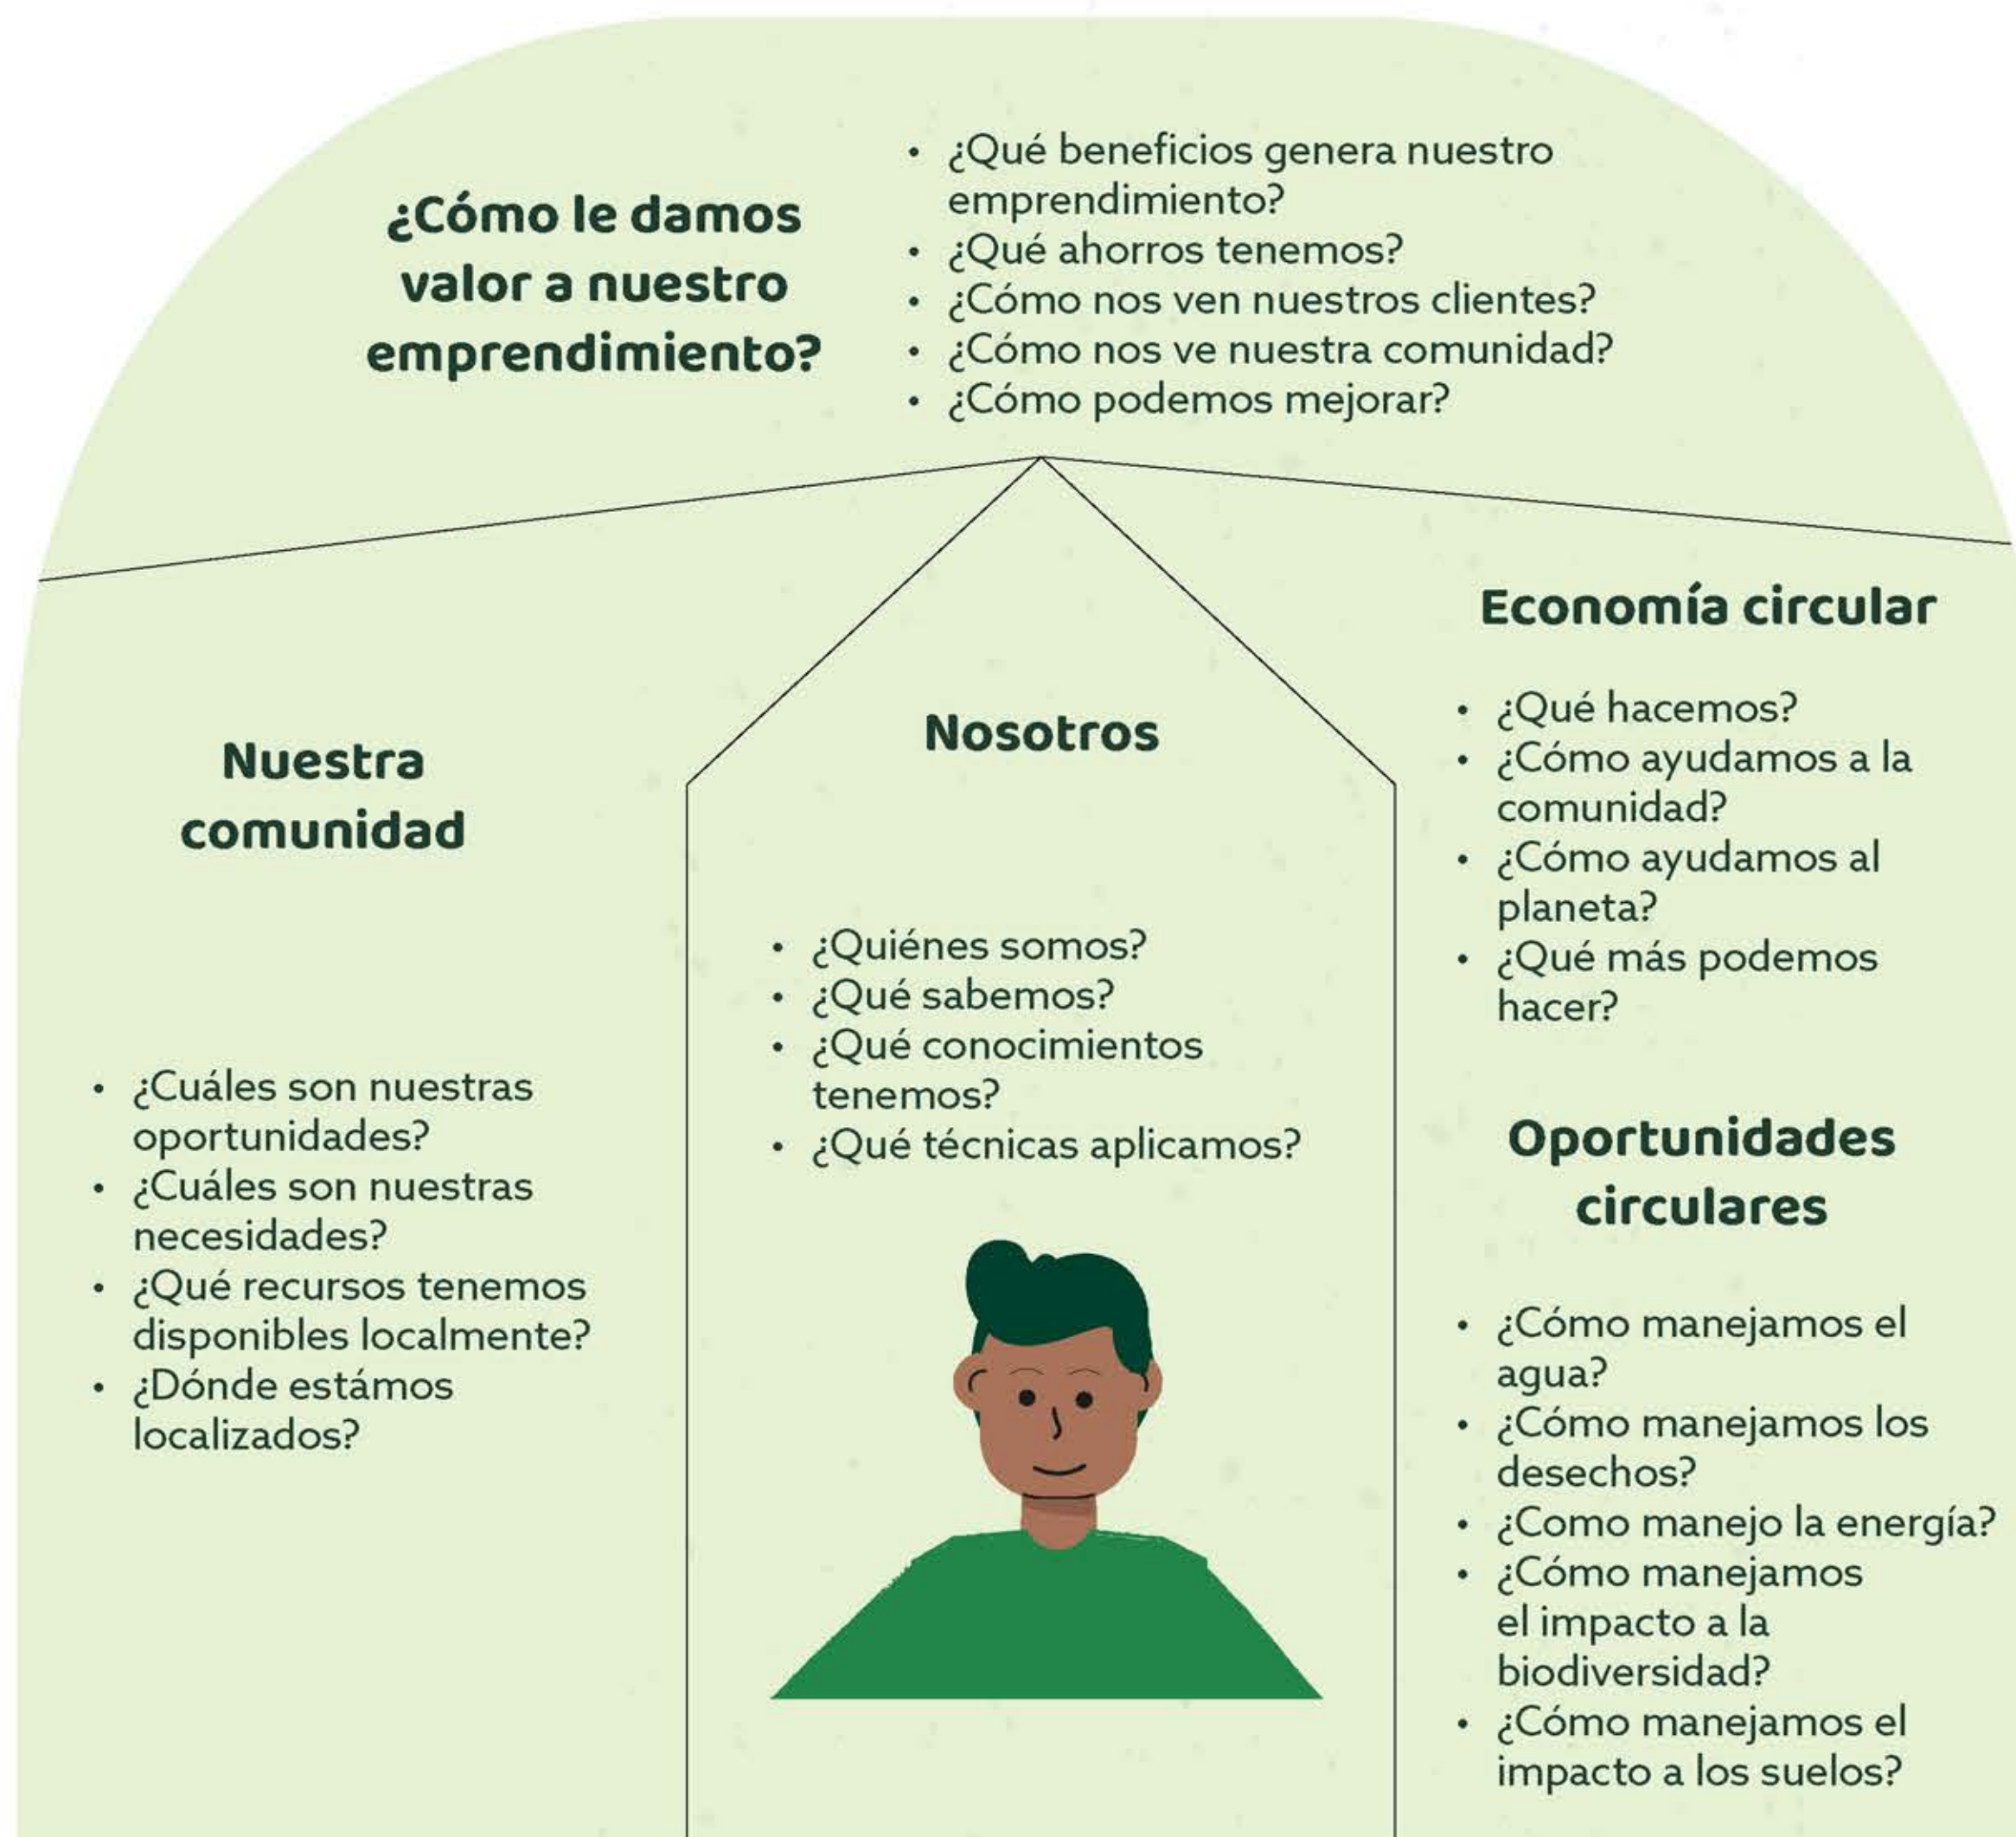 ¿Cómo le damos
valor a nuestro
emprendimiento?
• ¿Qué beneficios genera nuestro
emprendimiento?
• ¿Qué ahorros tenemos?
• ¿Cómo nos ven nuestros clientes?
• ¿Cómo nos ve nuestra comunidad?
• ¿Cómo podemos mejorar?
Nuestra
comunidad
• ¿Cuáles son nuestras
oportunidades?
• ¿Cuáles son nuestras
necesidades?
• ¿Qué recursos tenemos
disponibles localmente?
• ¿Dónde estámos
localizados?
Nosotros
• ¿Quiénes somos?
• ¿Qué sabemos?
• ¿Qué conocimientos
tenemos?
• ¿Qué técnicas aplicamos?
Economía circular
• ¿Qué hacemos?
• ¿Cómo ayudamos a la
comunidad?
• ¿Cómo ayudamos al
planeta?
• ¿Qué más podemos
hacer?
Oportunidades
circulares
• ¿Cómo manejamos el
agua?
• ¿Cómo manejamos los
desechos?
• ¿Como manejo la energía?
• ¿Cómo manejamos
el impacto a la
biodiversidad?
• ¿Cómo manejamos el
impacto a los suelos?